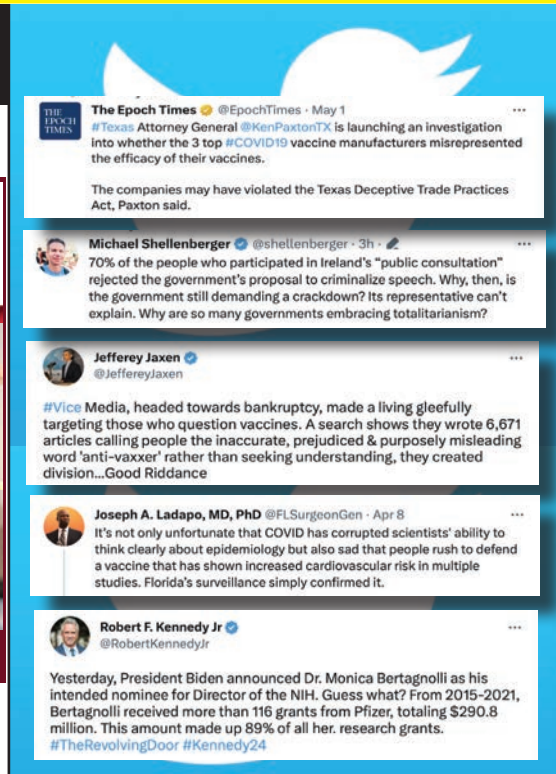 THE
EPOCH
TIMES
The Epoch Times @EpochTimes · May 1
#Texas Attorney General @KenPaxtonTX is launching an investigation
into whether the 3 top #COVID19 vaccine manufacturers misrepresented
the efficacy of their vaccines.
The companies may have violated the Texas Deceptive Trade Practices
Act, Paxton said.
Michael Shellenberger @shellenberger · 3h ·
70% of the people who participated in Ireland's "public consultation"
rejected the government's proposal to criminalize speech. Why, then, is
the government still demanding a crackdown? Its representative can't
explain. Why are so many governments embracing totalitarianism?
Jefferey Jaxen
@JeffereyJaxen
#Vice Media, headed towards bankruptcy, made a living gleefully
targeting those who question vaccines. A search shows they wrote 6,671
articles calling people the inaccurate, prejudiced & purposely misleading
word 'anti-vaxxer' rather than seeking understanding, they created
division...Good Riddance
Joseph A. Ladapo, MD, PhD @FLSurgeonGen · Apr 8
It's not only unfortunate that COVID has corrupted scientists' ability to
think clearly about epidemiology but also sad that people rush to defend
a vaccine that has shown increased cardiovascular risk in multiple
studies. Florida's surveillance simply confirmed it.
Robert F. Kennedy Jr
@RobertKennedyJr
Yesterday, President Biden announced Dr. Monica Bertagnolli as his
intended nominee for Director of the NIH. Guess what? From 2015-2021,
Bertagnolli received more than 116 grants from Pfizer, totaling $290.8
million. This amount made up 89% of all her. research grants.
#TheRevolvingDoor #Kennedy24